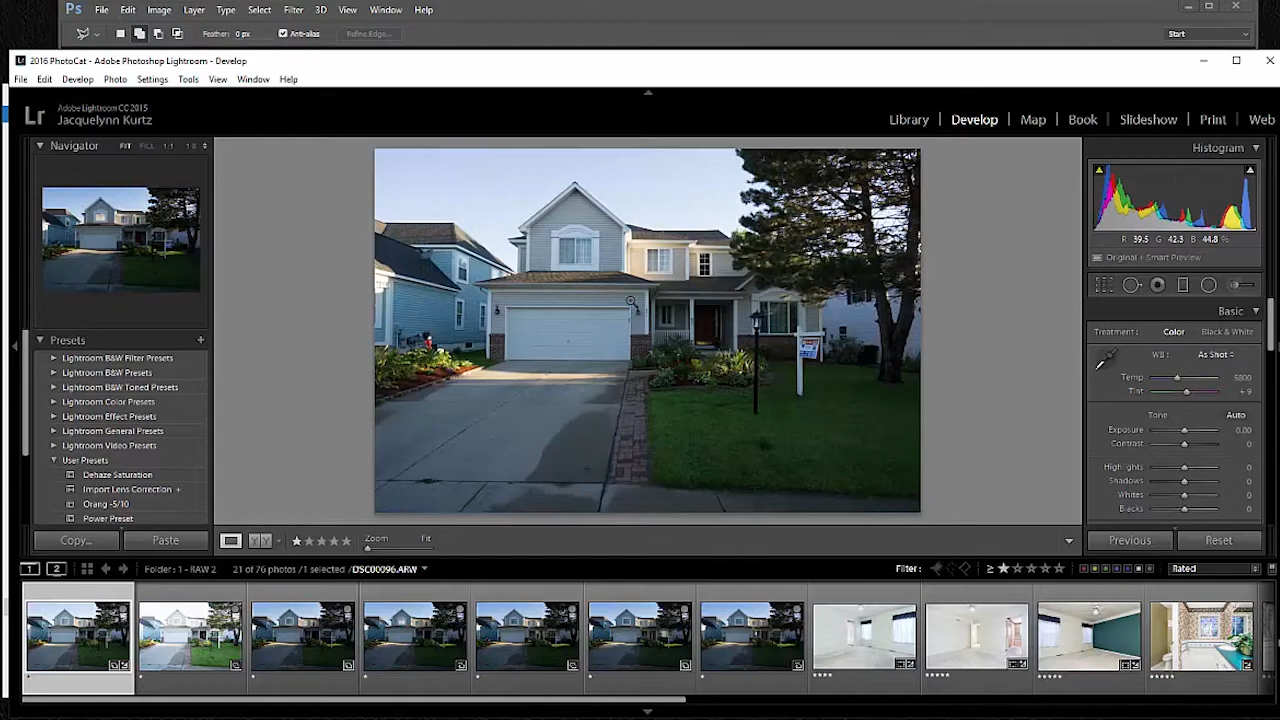 Ps File Edit Image Layer Type Select Filter 3D View Window Help
Feather: 0 px Anti-alias Refine Edge... Start
2016 PhotoCat - Adobe Photoshop Lightroom - Develop
File Edit Develop Photo Settings Tools View Window Help
Lr Adobe Lightroom CC 2015
Jacquelynn Kurtz
Library Develop Map Book Slideshow Print Web
Navigator FIT FILL 1:1
Histogram
R 39.5 G 42.3 B 44.8 %
Original + Smart Preview
Basic
Treatment: Color Black & White
WB: As Shot
Temp 5800
Tint + 9
Tone Auto
Exposure 0.00
Contrast 0
Highlights 0
Shadows 0
Whites 0
Blacks 0
Previous Reset
Presets +
Lightroom B&W Filter Presets
Lightroom B&W Presets
Lightroom B&W Toned Presets
Lightroom Color Presets
Lightroom Effect Presets
Lightroom General Presets
Lightroom Video Presets
User Presets
Dehaze Saturation
Import Lens Correction +
Orang -5/10
Power Preset
Copy... Paste
Zoom Fit
1 2 Folder : 1 - RAW 2 21 of 76 photos /1 selected /DSC00096.ARW
Filter : ≥ Rated